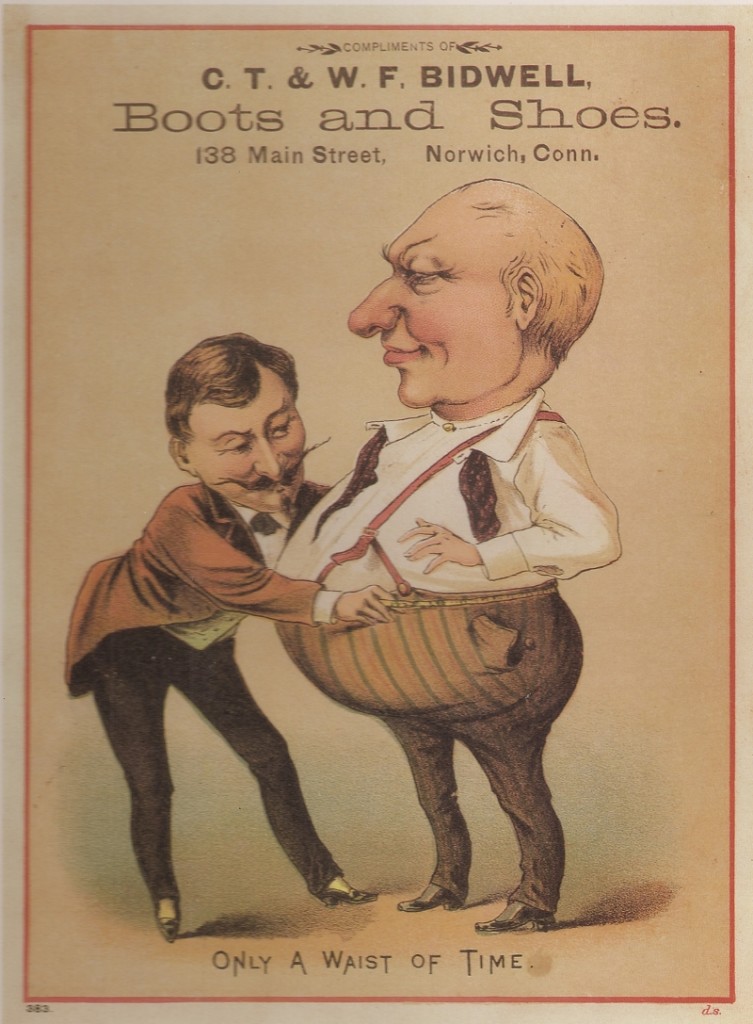 COMPLIMENTS OF
C. T. & W. F. BIDWELL,
Boots and Shoes.
138 Main Street, Norwich, Conn.
ONLY A WAIST OF TIME.
383.
d.s.